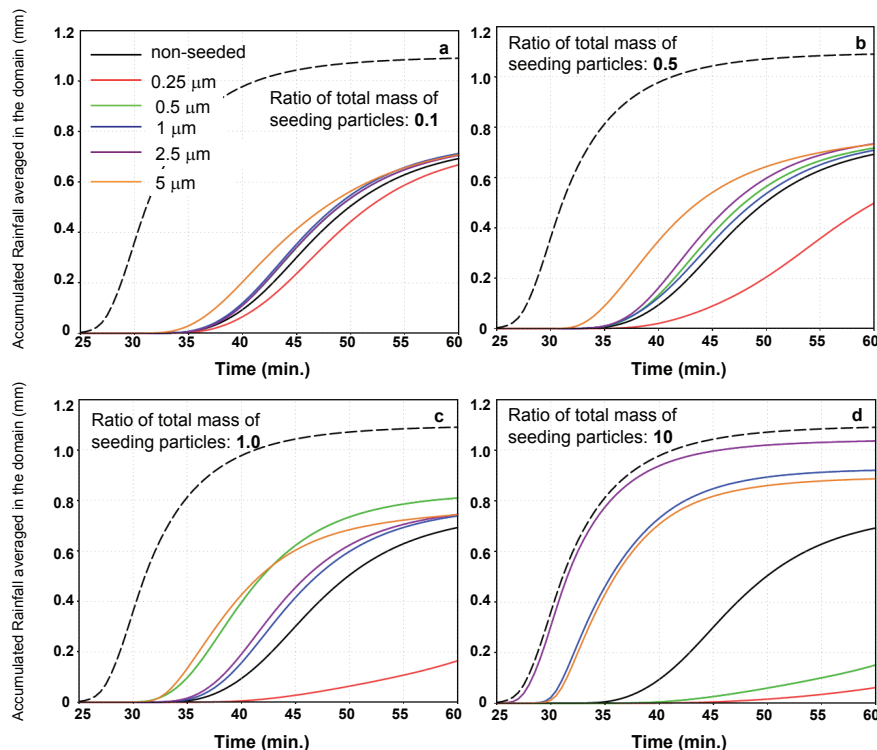 Accumulated Rainfall averaged in the domain (mm)
1.2
1.0
0.8
0.6
0.4
0.2
0
non-seeded
0.25 μm
0.5 μm
1 μm
2.5 μm
5 μm
a
Ratio of total mass of
seeding particles: 0.1
25 30 35 40 45 50 55 60
Time (min.)
1.2
1.0
0.8
0.6
0.4
0.2
0
Ratio of total mass of
seeding particles: 0.5
b
25 30 35 40 45 50 55 60
Time (min.)
Accumulated Rainfall averaged in the domain (mm)
1.2
1.0
0.8
0.6
0.4
0.2
0
Ratio of total mass of
seeding particles: 1.0
c
25 30 35 40 45 50 55 60
Time (min.)
1.2
1.0
0.8
0.6
0.4
0.2
0
Ratio of total mass of
seeding particles: 10
d
25 30 35 40 45 50 55 60
Time (min.)